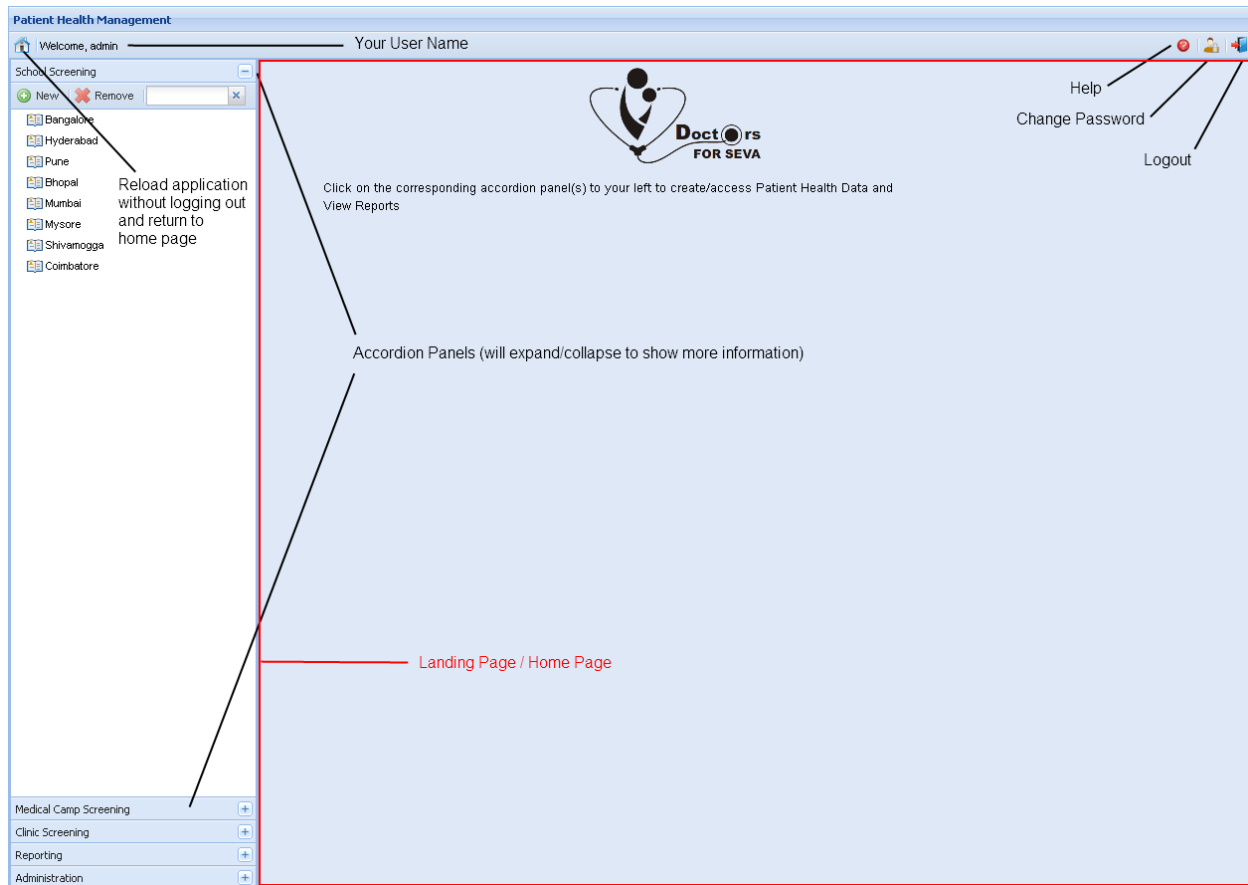 Patient Health Management
Welcome, admin
Your User Name
School Screening
New Remove
Help
Bangalore
Change Password
Hyderabad
Doctors
FOR SEVA
Pune
Logout
Bhopal
Reload application
without logging out
and return to
home page
Click on the corresponding accordion panel(s) to your left to create/access Patient Health Data and
View Reports
Mumbai
Mysore
Shivamogga
Coimbatore
Accordion Panels (will expand/collapse to show more information)
Landing Page / Home Page
Medical Camp Screening
Clinic Screening
Reporting
Administration